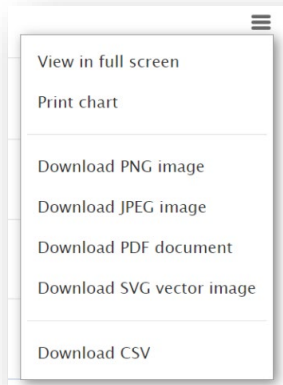 View in full screen
Print chart
Download PNG image
Download JPEG image
Download PDF document
Download SVG vector image
Download CSV